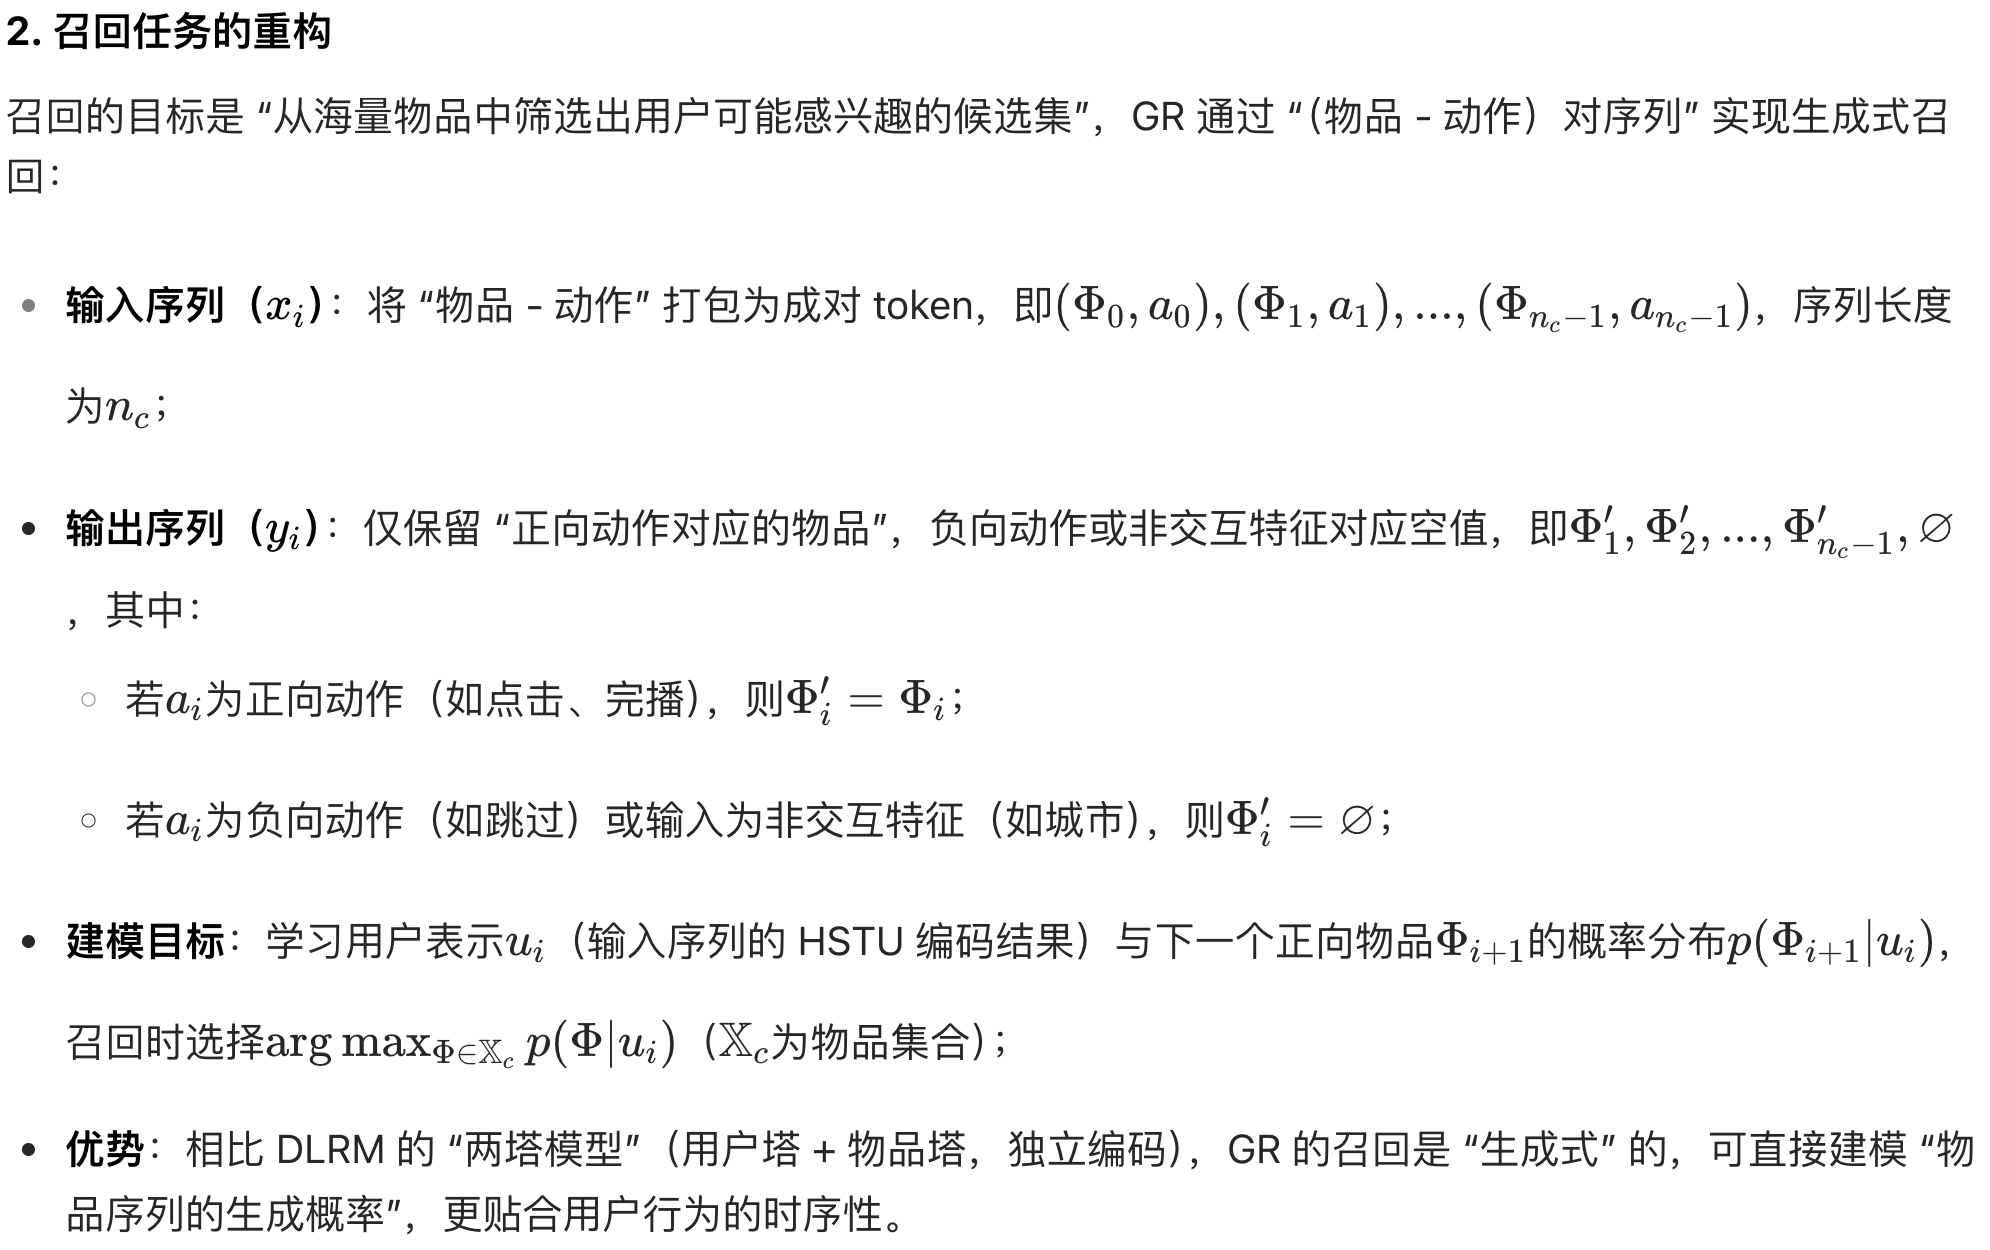 2. 召回任务的重构
召回的目标是 “从海量物品中筛选出用户可能感兴趣的候选集”，GR 通过 “（物品 - 动作）对序列” 实现生成式召
回：
• 输入序列（$x_i$）：将 “物品 - 动作” 打包为成对 token，即$(\Phi_0, a_0), (\Phi_1, a_1), ..., (\Phi_{n_c-1}, a_{n_c-1})$，序列长度
为$n_c$；
• 输出序列（$y_i$）：仅保留 “正向动作对应的物品”，负向动作或非交互特征对应空值，即$\Phi'_1, \Phi'_2, ..., \Phi'_{n_c-1}, \varnothing$
，其中：
○ 若$a_i$为正向动作（如点击、完播），则$\Phi'_i = \Phi_i$；
○ 若$a_i$为负向动作（如跳过）或输入为非交互特征（如城市），则$\Phi'_i = \varnothing$；
• 建模目标：学习用户表示$u_i$（输入序列的 HSTU 编码结果）与下一个正向物品$\Phi_{i+1}$的概率分布$p(\Phi_{i+1}|u_i)$，
召回时选择$\arg\max_{\Phi \in \mathbb{X}_c} p(\Phi|u_i)$（$\mathbb{X}_c$为物品集合）；
• 优势：相比 DLRM 的 “两塔模型”（用户塔 + 物品塔，独立编码），GR 的召回是 “生成式” 的，可直接建模 “物
品序列的生成概率”，更贴合用户行为的时序性。